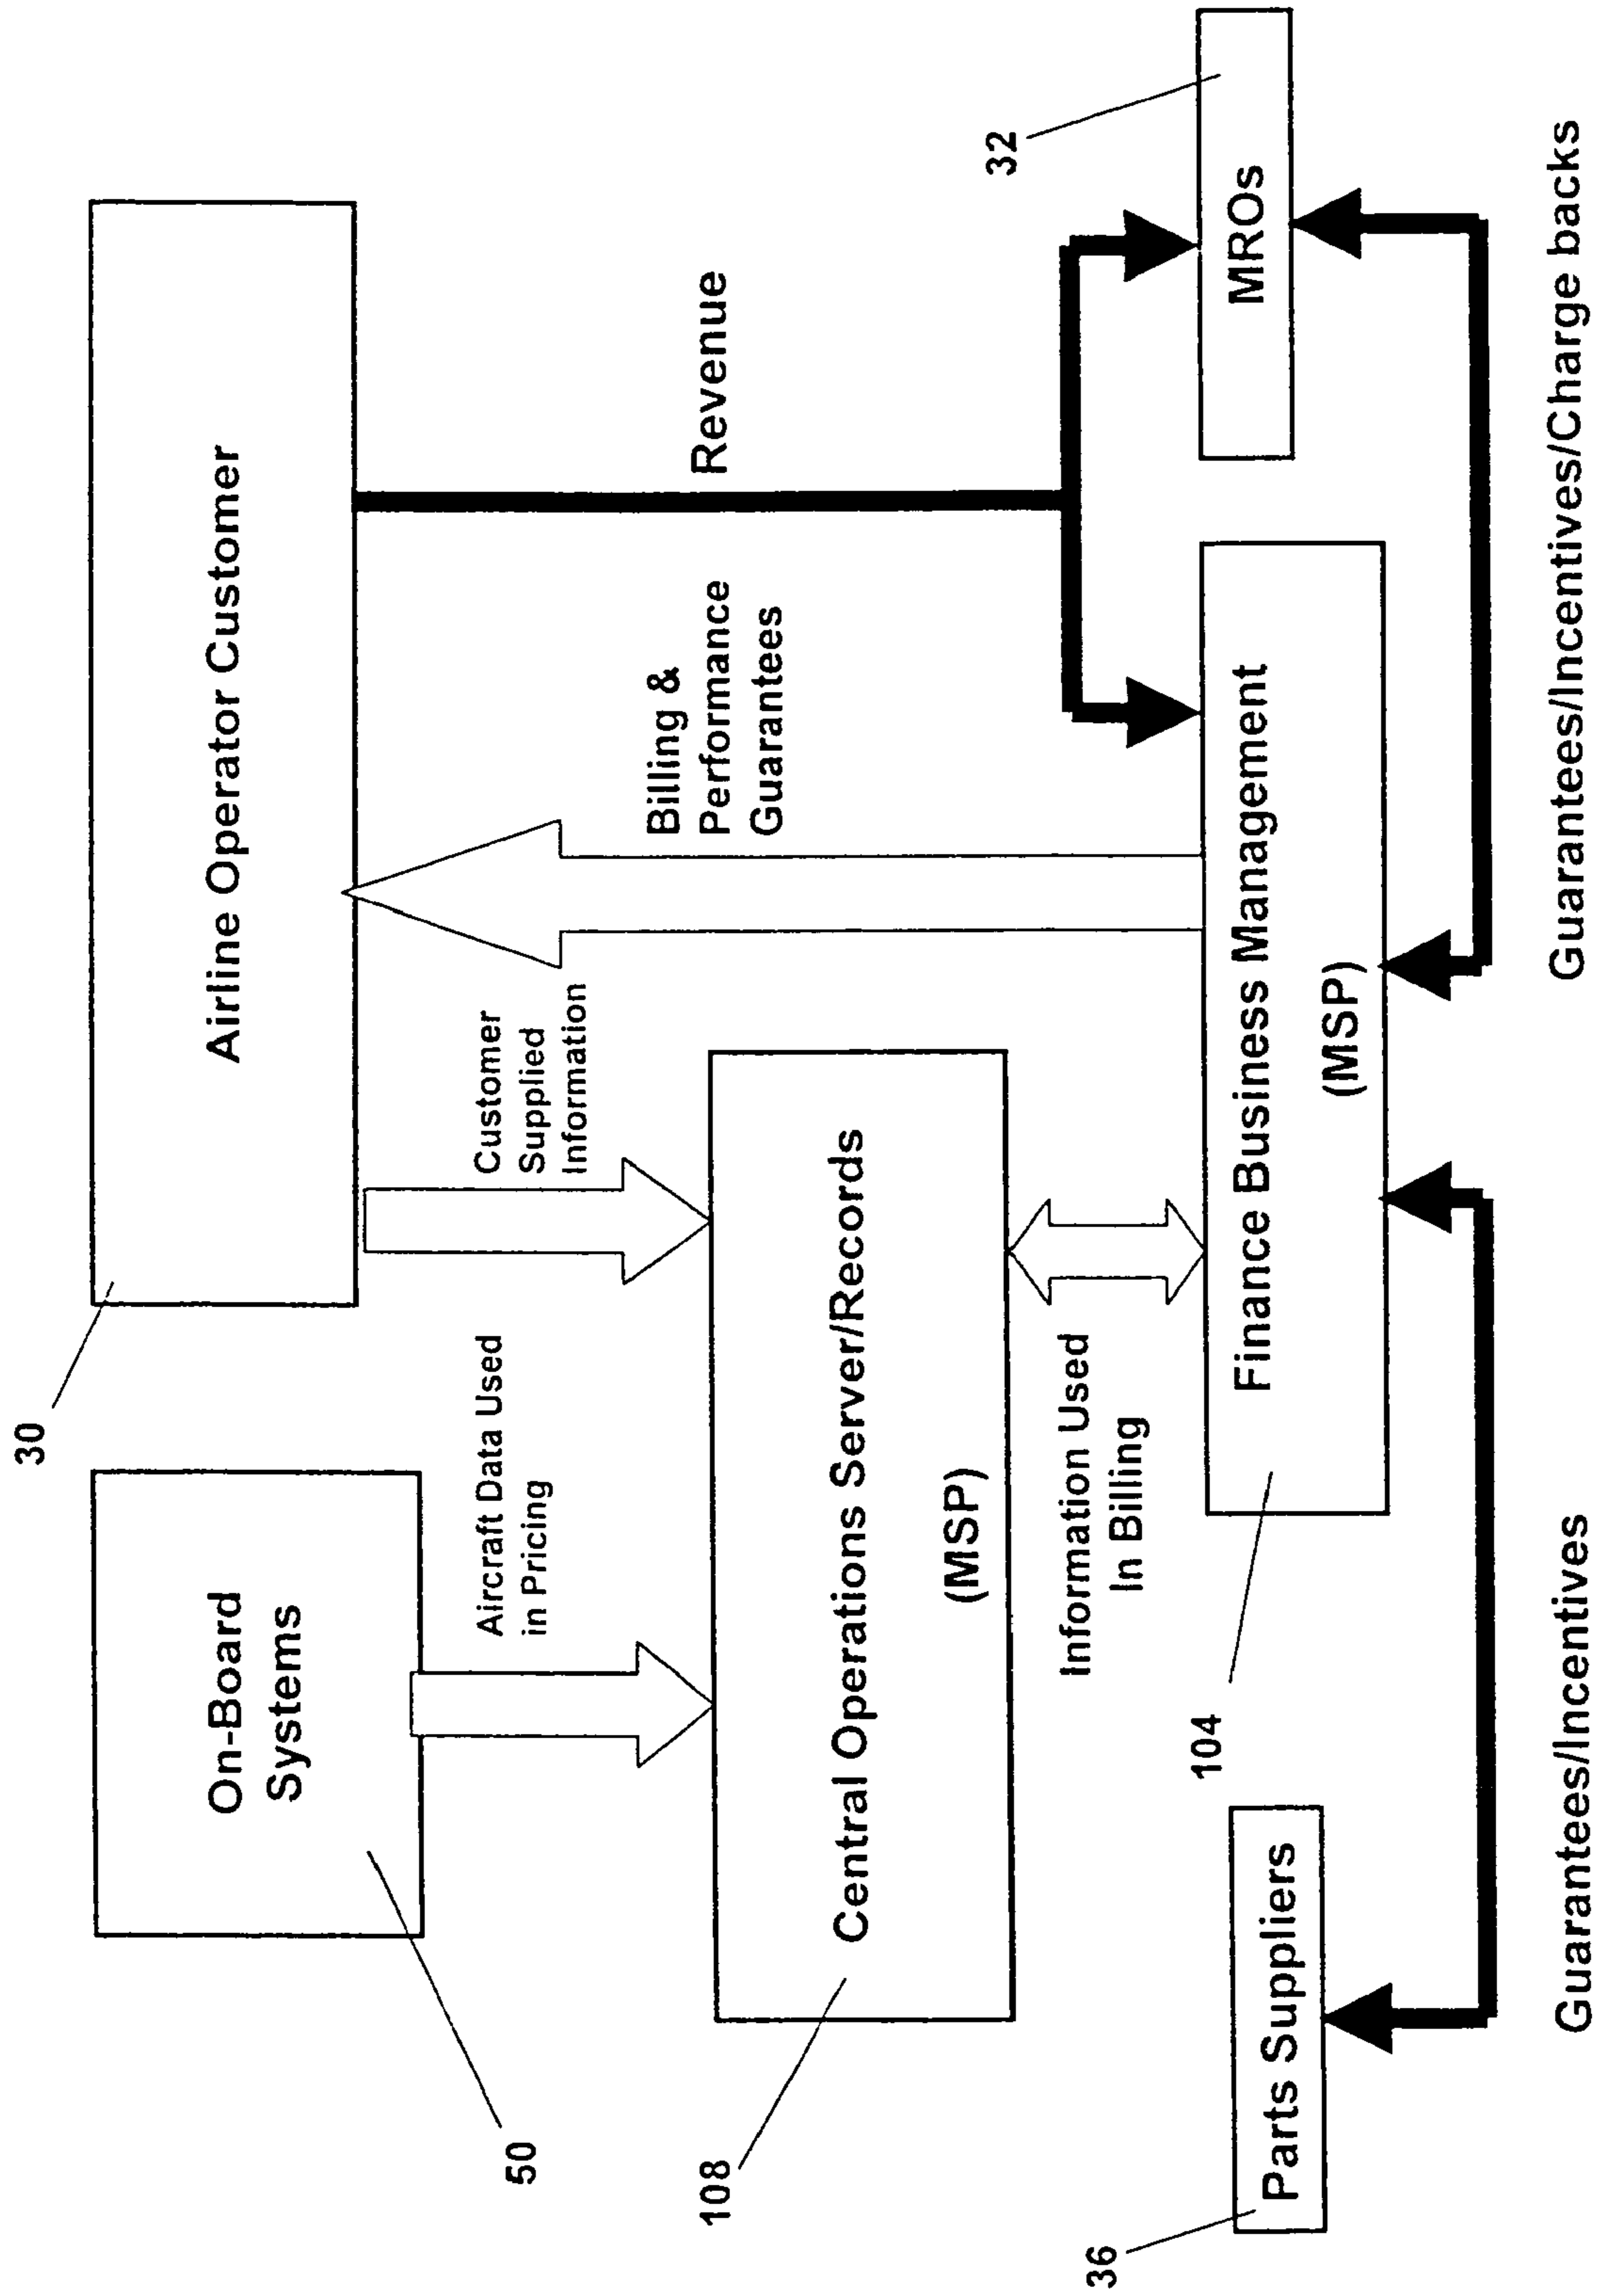 30
Airline Operator Customer
On-Board
Systems
50
Aircraft Data Used
in Pricing
Customer
Supplied
Information
Billing &
Performance
Guarantees
Revenue
108
Central Operations Server/Records
(MSP)
Information Used
In Billing
32
MROs
104
Finance Business Management
(MSP)
36
Parts Suppliers
Guarantees/Incentives
Guarantees/Incentives/Charge backs